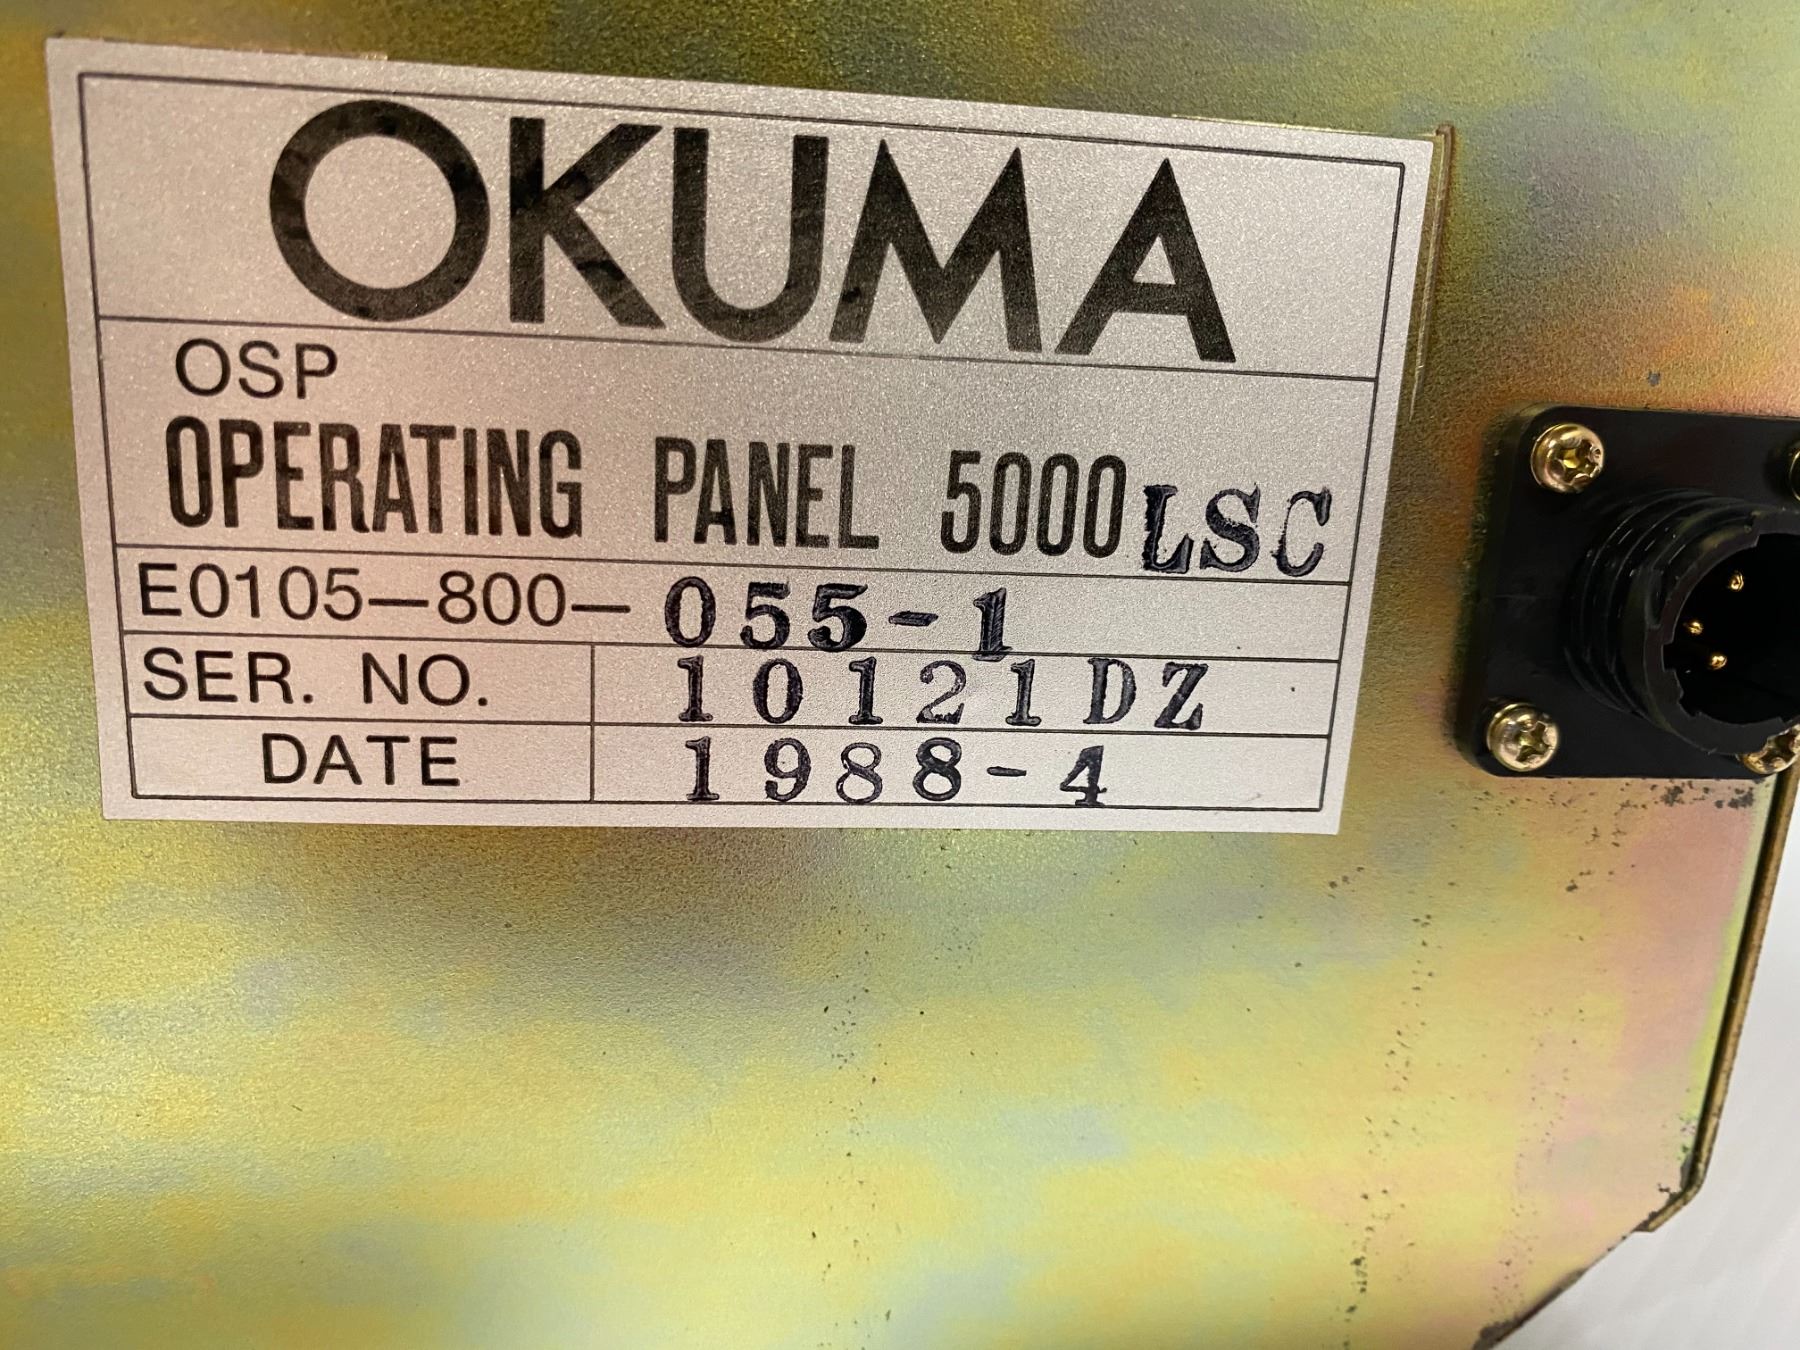 OKUMA
OSP
OPERATING PANEL 5000LSC
E0105-800-055-1
SER. NO. 10121DZ
DATE 1988-4